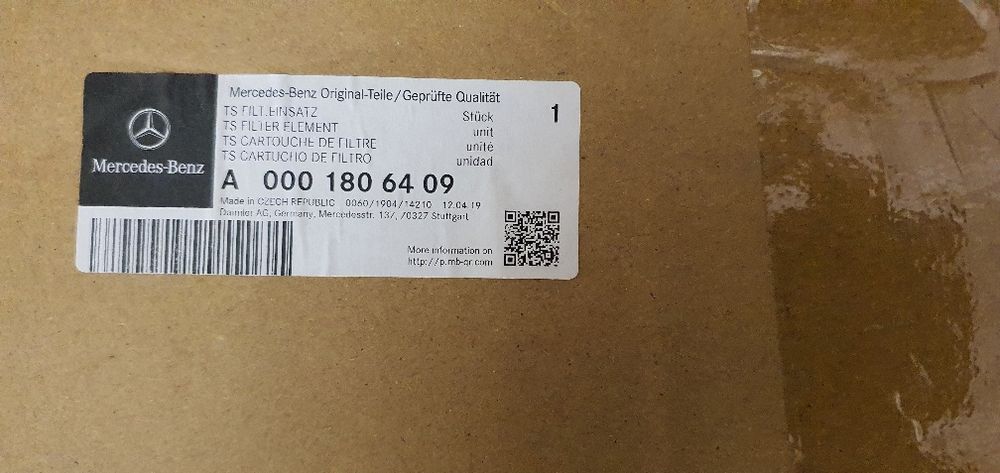 Mercedes-Benz
Mercedes-Benz Original-Teile/Geprüfte Qualität
TS FILT.EINSATZ
TS FILTER ELEMENT
TS CARTOUCHE DE FILTRE
TS CARTUCHO DE FILTRO
Stück
unit
unité
unidad
1
A 000 180 64 09
Made in CZECH REPUBLIC 0060/1904/14210 12.04.19
Daimler AG, Germany, Mercedesstr. 137, 70327 Stuttgart
More information on
http://p.mb-qr.com